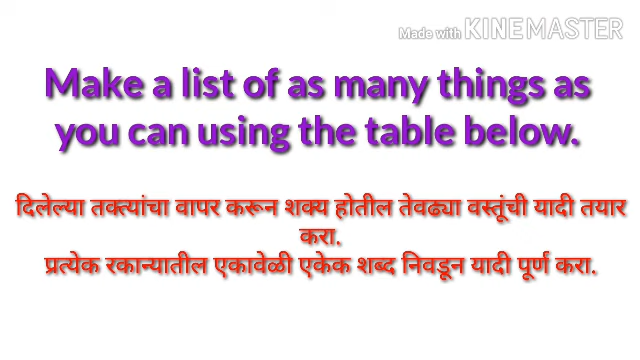 Made with KINEMASTER
Make a list of as many things as
you can using the table below.
दिलेल्या तक्त्यांचा वापर करून शक्य होतील तेवढ्या वस्तूंची यादी तयार
करा.
प्रत्येक रकान्यातील एकावेळी एकेक शब्द निवडून यादी पूर्ण करा.